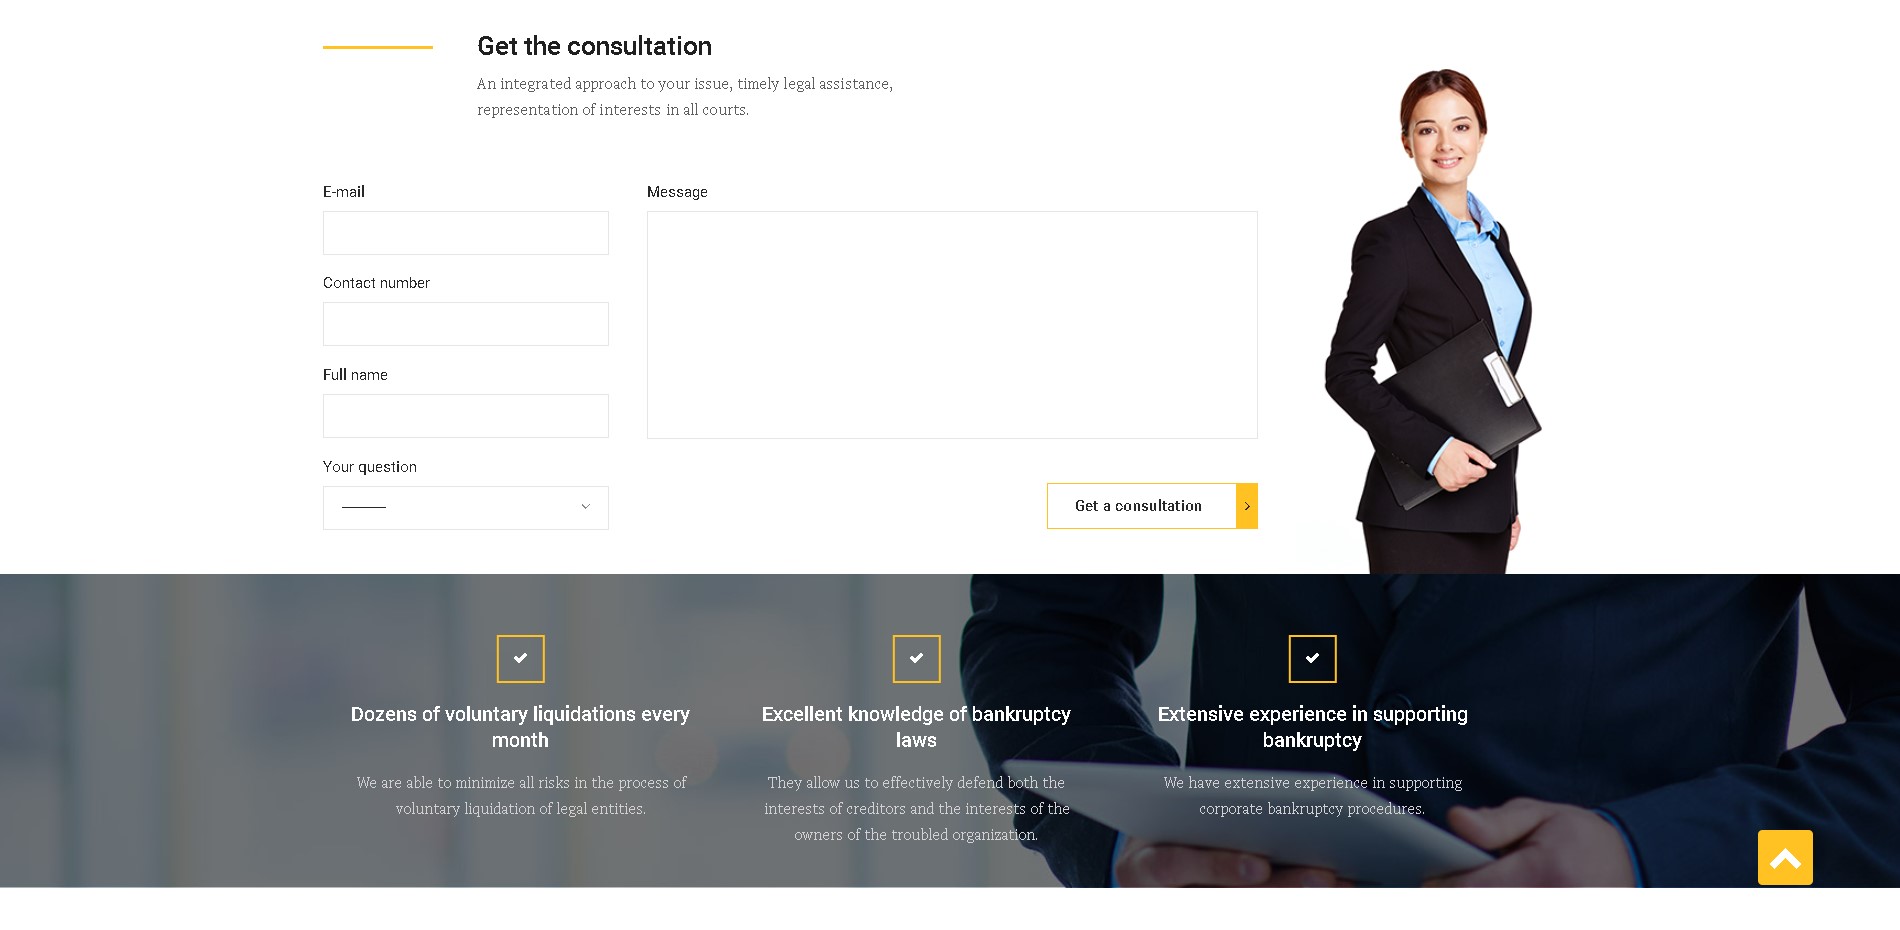 Get the consultation
An integrated approach to your issue, timely legal assistance,
representation of interests in all courts.
E-mail
Message
Contact number
Full name
Your question
Get a consultation
Dozens of voluntary liquidations every
month
We are able to minimize all risks in the process of
voluntary liquidation of legal entities.
Excellent knowledge of bankruptcy
laws
They allow us to effectively defend both the
interests of creditors and the interests of the
owners of the troubled organization.
Extensive experience in supporting
bankruptcy
We have extensive experience in supporting
corporate bankruptcy procedures.